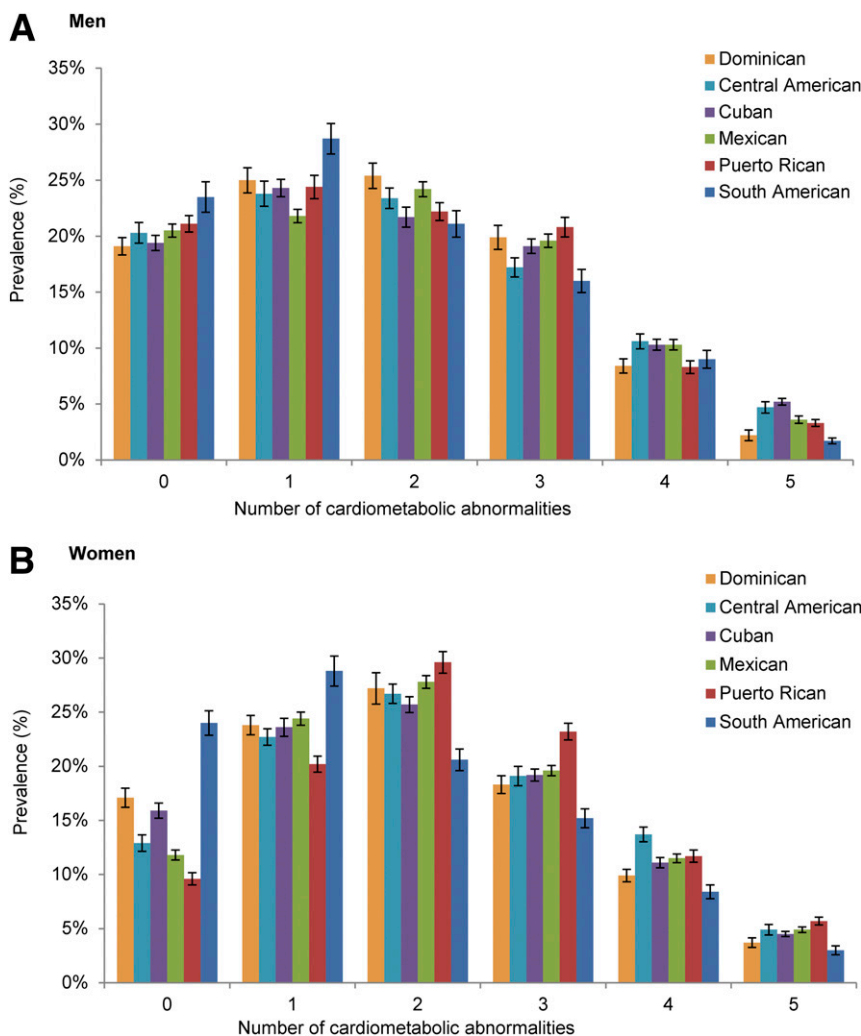 A Men
35%
30%
25%
20%
15%
10%
5%
0%
Prevalence (%)
Dominican
Central American
Cuban
Mexican
Puerto Rican
South American
0 1 2 3 4 5
Number of cardiometabolic abnormalities
B Women
35%
30%
25%
20%
15%
10%
5%
0%
Prevalence (%)
Dominican
Central American
Cuban
Mexican
Puerto Rican
South American
0 1 2 3 4 5
Number of cardiometabolic abnormalities